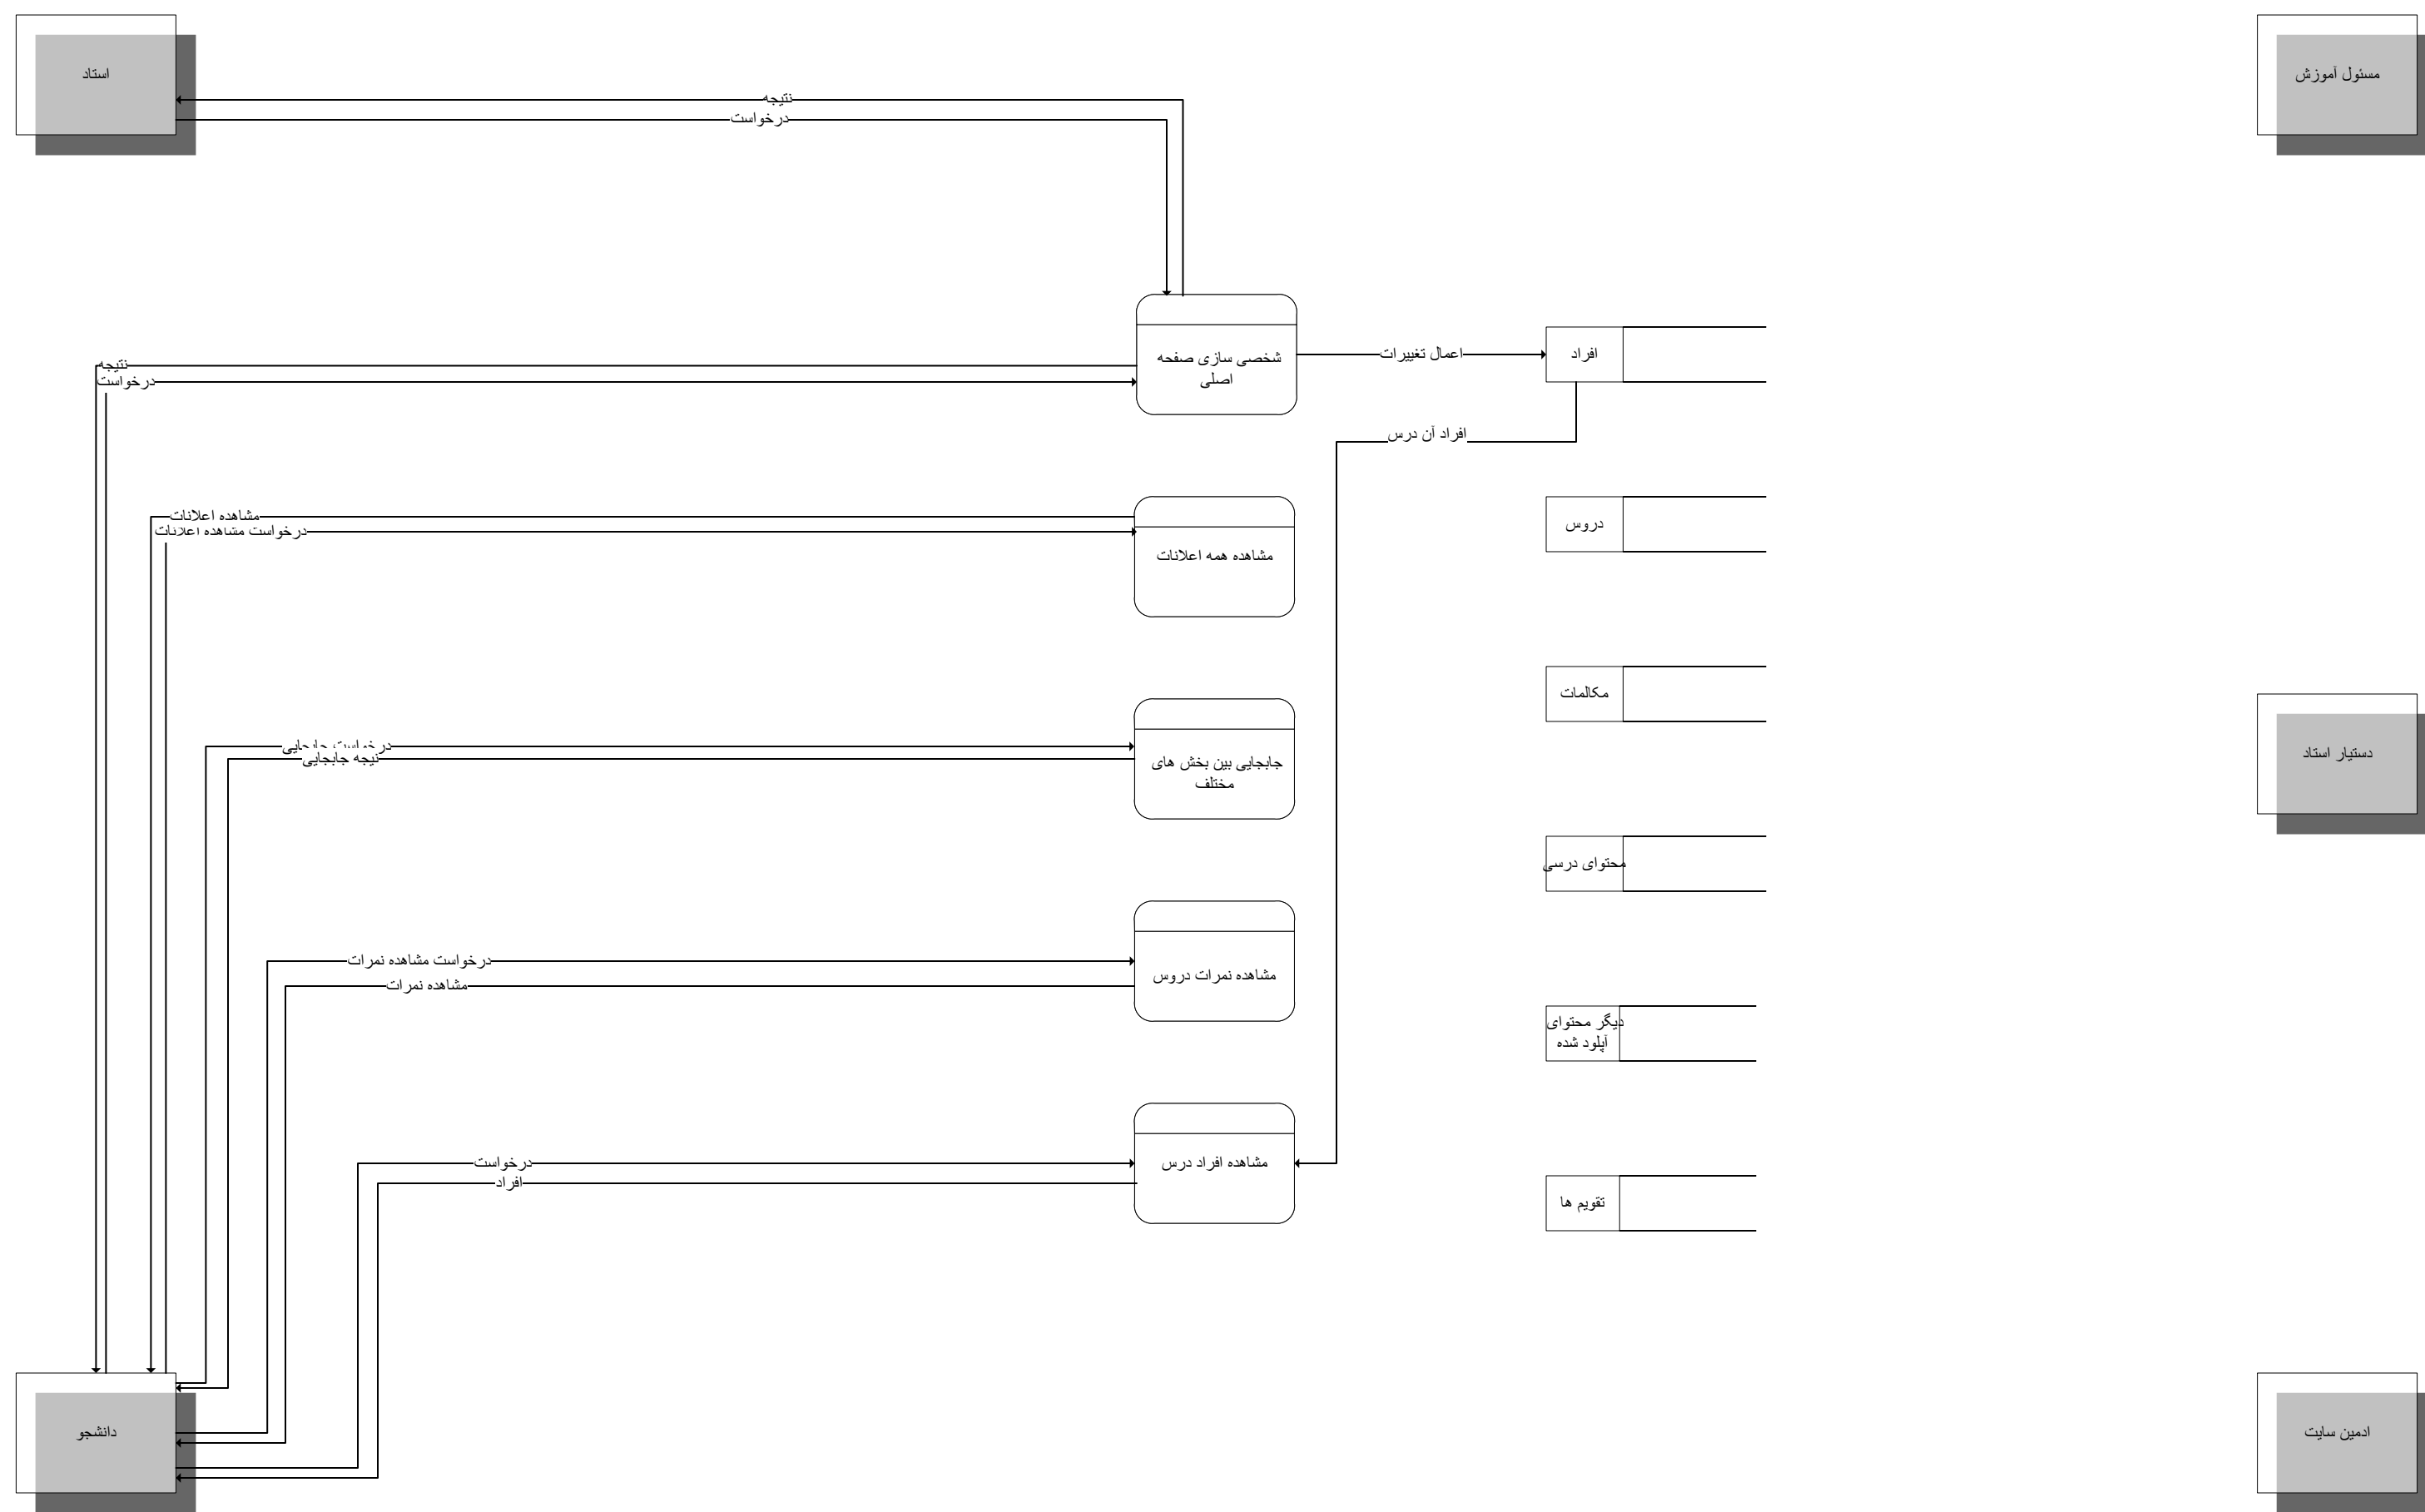 استاد
مسئول آموزش
نتیجه
درخواست
شخصی سازی صفحه
اصلی
اعمال تغییرات
افراد
نتیجه
درخواست
افراد آن درس
مشاهده اعلانات
درخواست مشاهده اعلانات
مشاهده همه اعلانات
دروس
مکالمات
درخواست جابجایی
نیجه جابجایی
جابجایی بین بخش های
مختلف
دستیار استاد
محتوای درسی
درخواست مشاهده نمرات
مشاهده نمرات
مشاهده نمرات دروس
دیگر محتوای
آپلود شده
درخواست
افراد
مشاهده افراد درس
تقویم ها
دانشجو
ادمین سایت